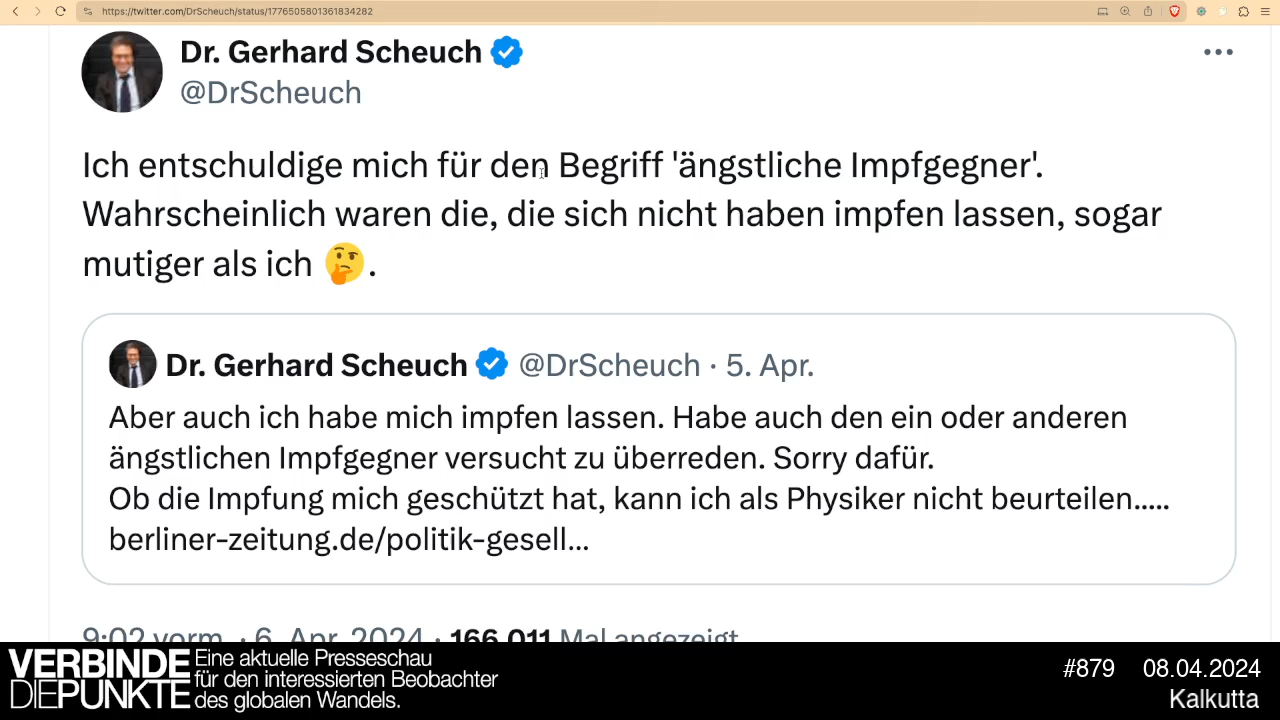 https://twitter.com/DrScheuch/status/1776505801361834282
Dr. Gerhard Scheuch
@DrScheuch
Ich entschuldige mich für den Begriff 'ängstliche Impfgegner'.
Wahrscheinlich waren die, die sich nicht haben impfen lassen, sogar
mutiger als ich 🤔.
Dr. Gerhard Scheuch @DrScheuch · 5. Apr.
Aber auch ich habe mich impfen lassen. Habe auch den ein oder anderen
ängstlichen Impfgegner versucht zu überreden. Sorry dafür.
Ob die Impfung mich geschützt hat, kann ich als Physiker nicht beurteilen.....
berliner-zeitung.de/politik-gesell...
9:02 vorm. · 6. Apr. 2024 · 166.011 Mal angezeigt
VERBINDE
DIEPUNKTE
Eine aktuelle Presseschau
für den interessierten Beobachter
des globalen Wandels.
#879 08.04.2024
Kalkutta